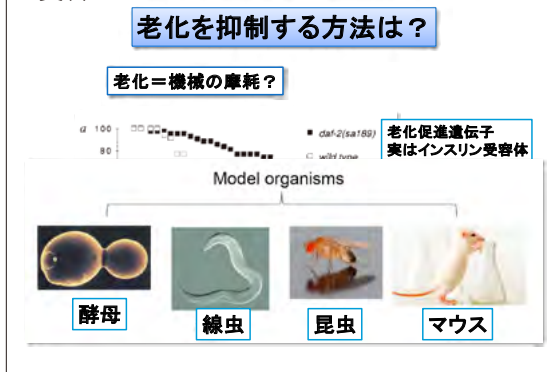 老化を抑制する方法は？
老化＝機械の摩耗？
a 100
80
daf-2(sa189)
wild type
老化促進遺伝子
実はインスリン受容体
Model organisms
酵母
線虫
昆虫
マウス